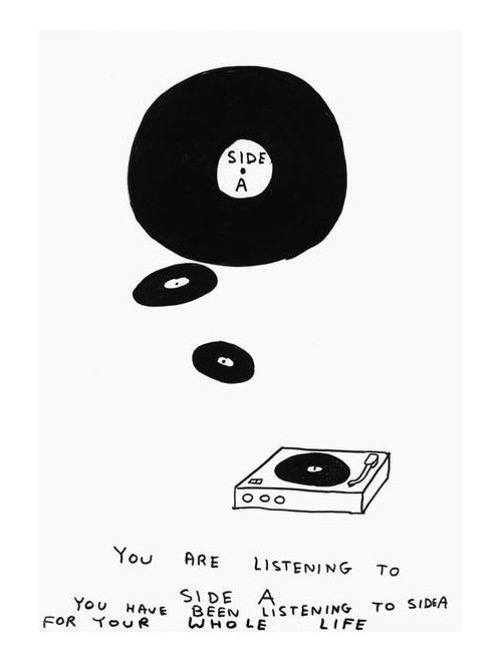 SIDE
A
YOU ARE LISTENING TO
SIDE A
YOU HAVE BEEN LISTENING TO SIDEA
FOR YOUR WHOLE LIFE